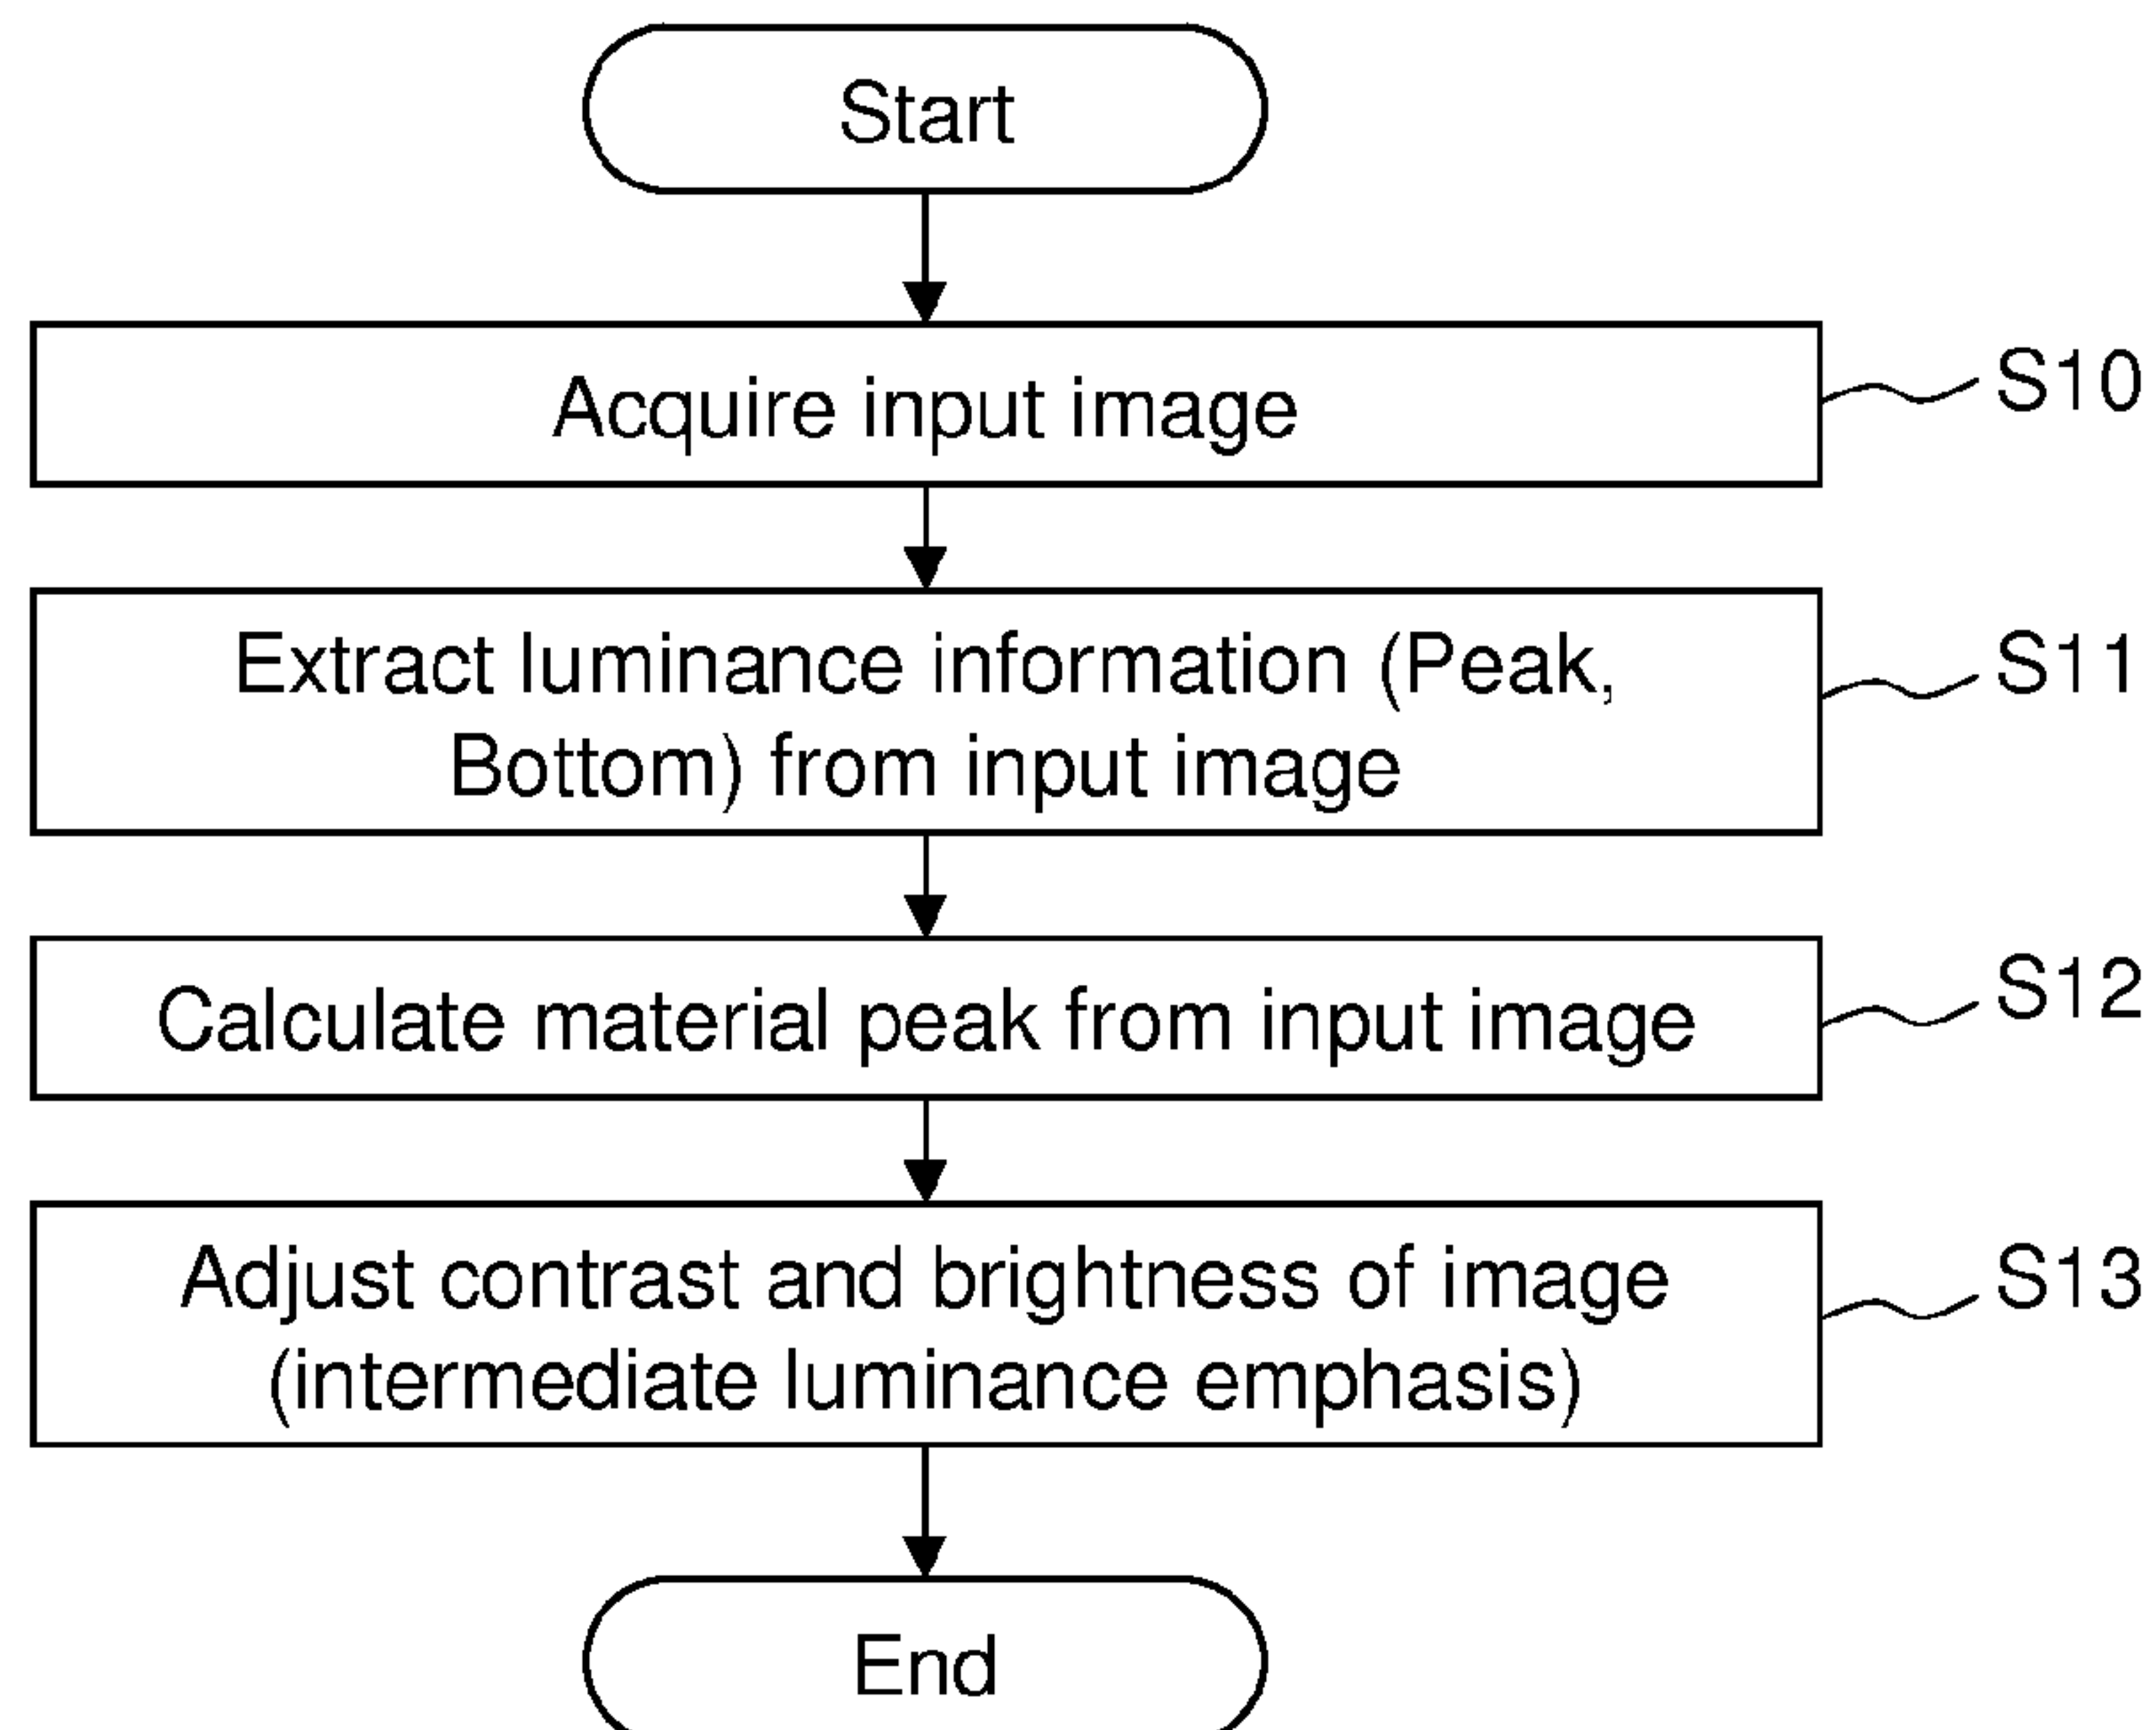 Start
Acquire input image
S10
Extract luminance information (Peak,
Bottom) from input image
S11
Calculate material peak from input image
S12
Adjust contrast and brightness of image
(intermediate luminance emphasis)
S13
End